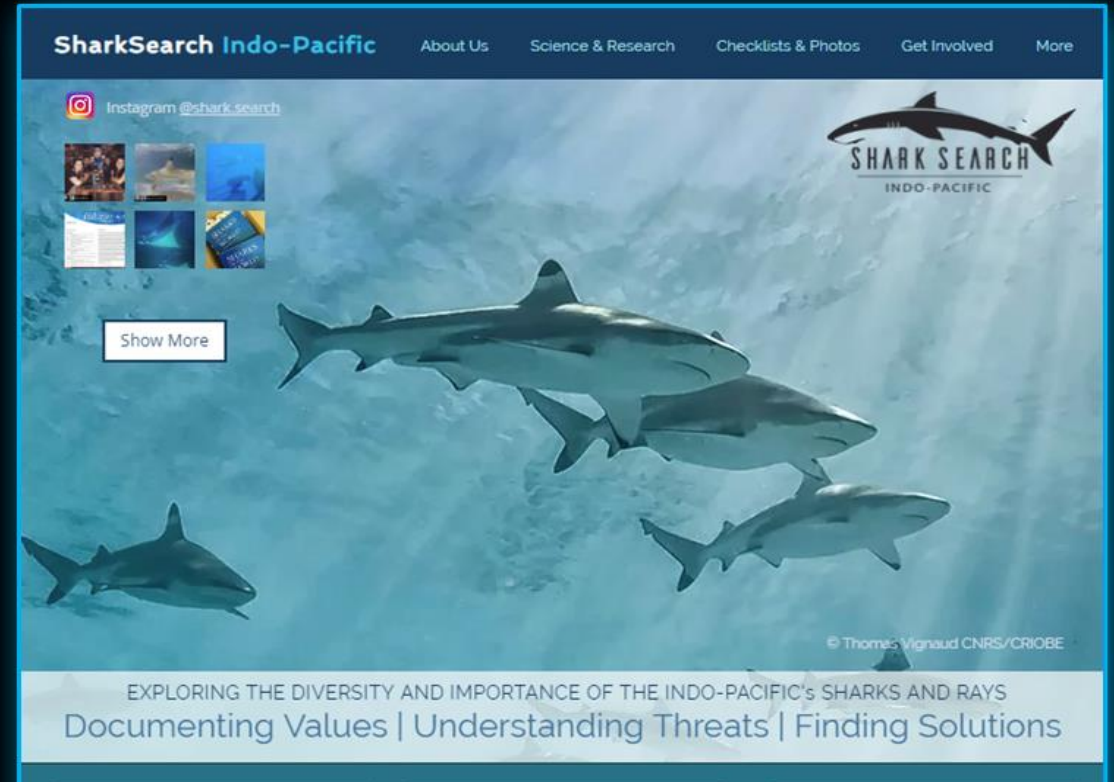 SharkSearch Indo-Pacific
About Us
Science & Research
Checklists & Photos
Get Involved
More
Instagram @shark.search
SHARK SEARCH
INDO-PACIFIC
Show More
© Thomas Vignaud CNRS/CRIOBE
EXPLORING THE DIVERSITY AND IMPORTANCE OF THE INDO-PACIFIC's SHARKS AND RAYS
Documenting Values | Understanding Threats | Finding Solutions